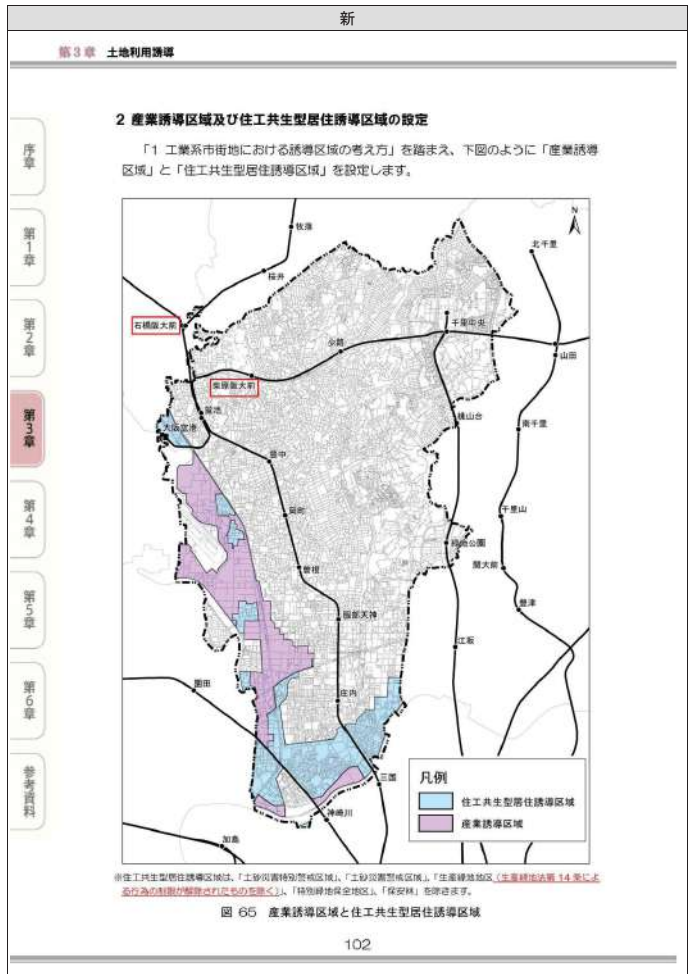 新
第3章 土地利用誘導
2 産業誘導区域及び住工共生型居住誘導区域の設定
「1 工業系市街地における誘導区域の考え方」を踏まえ、下図のように「産業誘導
区域」と「住工共生型居住誘導区域」を設定します。
序章
第1章
第2章
第3章
第4章
第5章
第6章
参考資料
N
牧落
北千里
桜井
石橋阪大前
千里中央
少路
山田
柴原阪大前
蛍池
桃山台
大阪空港
南千里
豊中
岡町
千里山
緑地公園
関大前
曽根
豊津
服部天神
江坂
園田
庄内
三国
神崎川
加島
凡例
住工共生型居住誘導区域
産業誘導区域
※住工共生型居住誘導区域は、「土砂災害特別警戒区域」、「土砂災害警戒区域」、「生産緑地地区（生産緑地法第14条によ
る行為の制限が解除されたものを除く）」、「特別緑地保全地区」、「保安林」を除きます。
図 65 産業誘導区域と住工共生型居住誘導区域
102